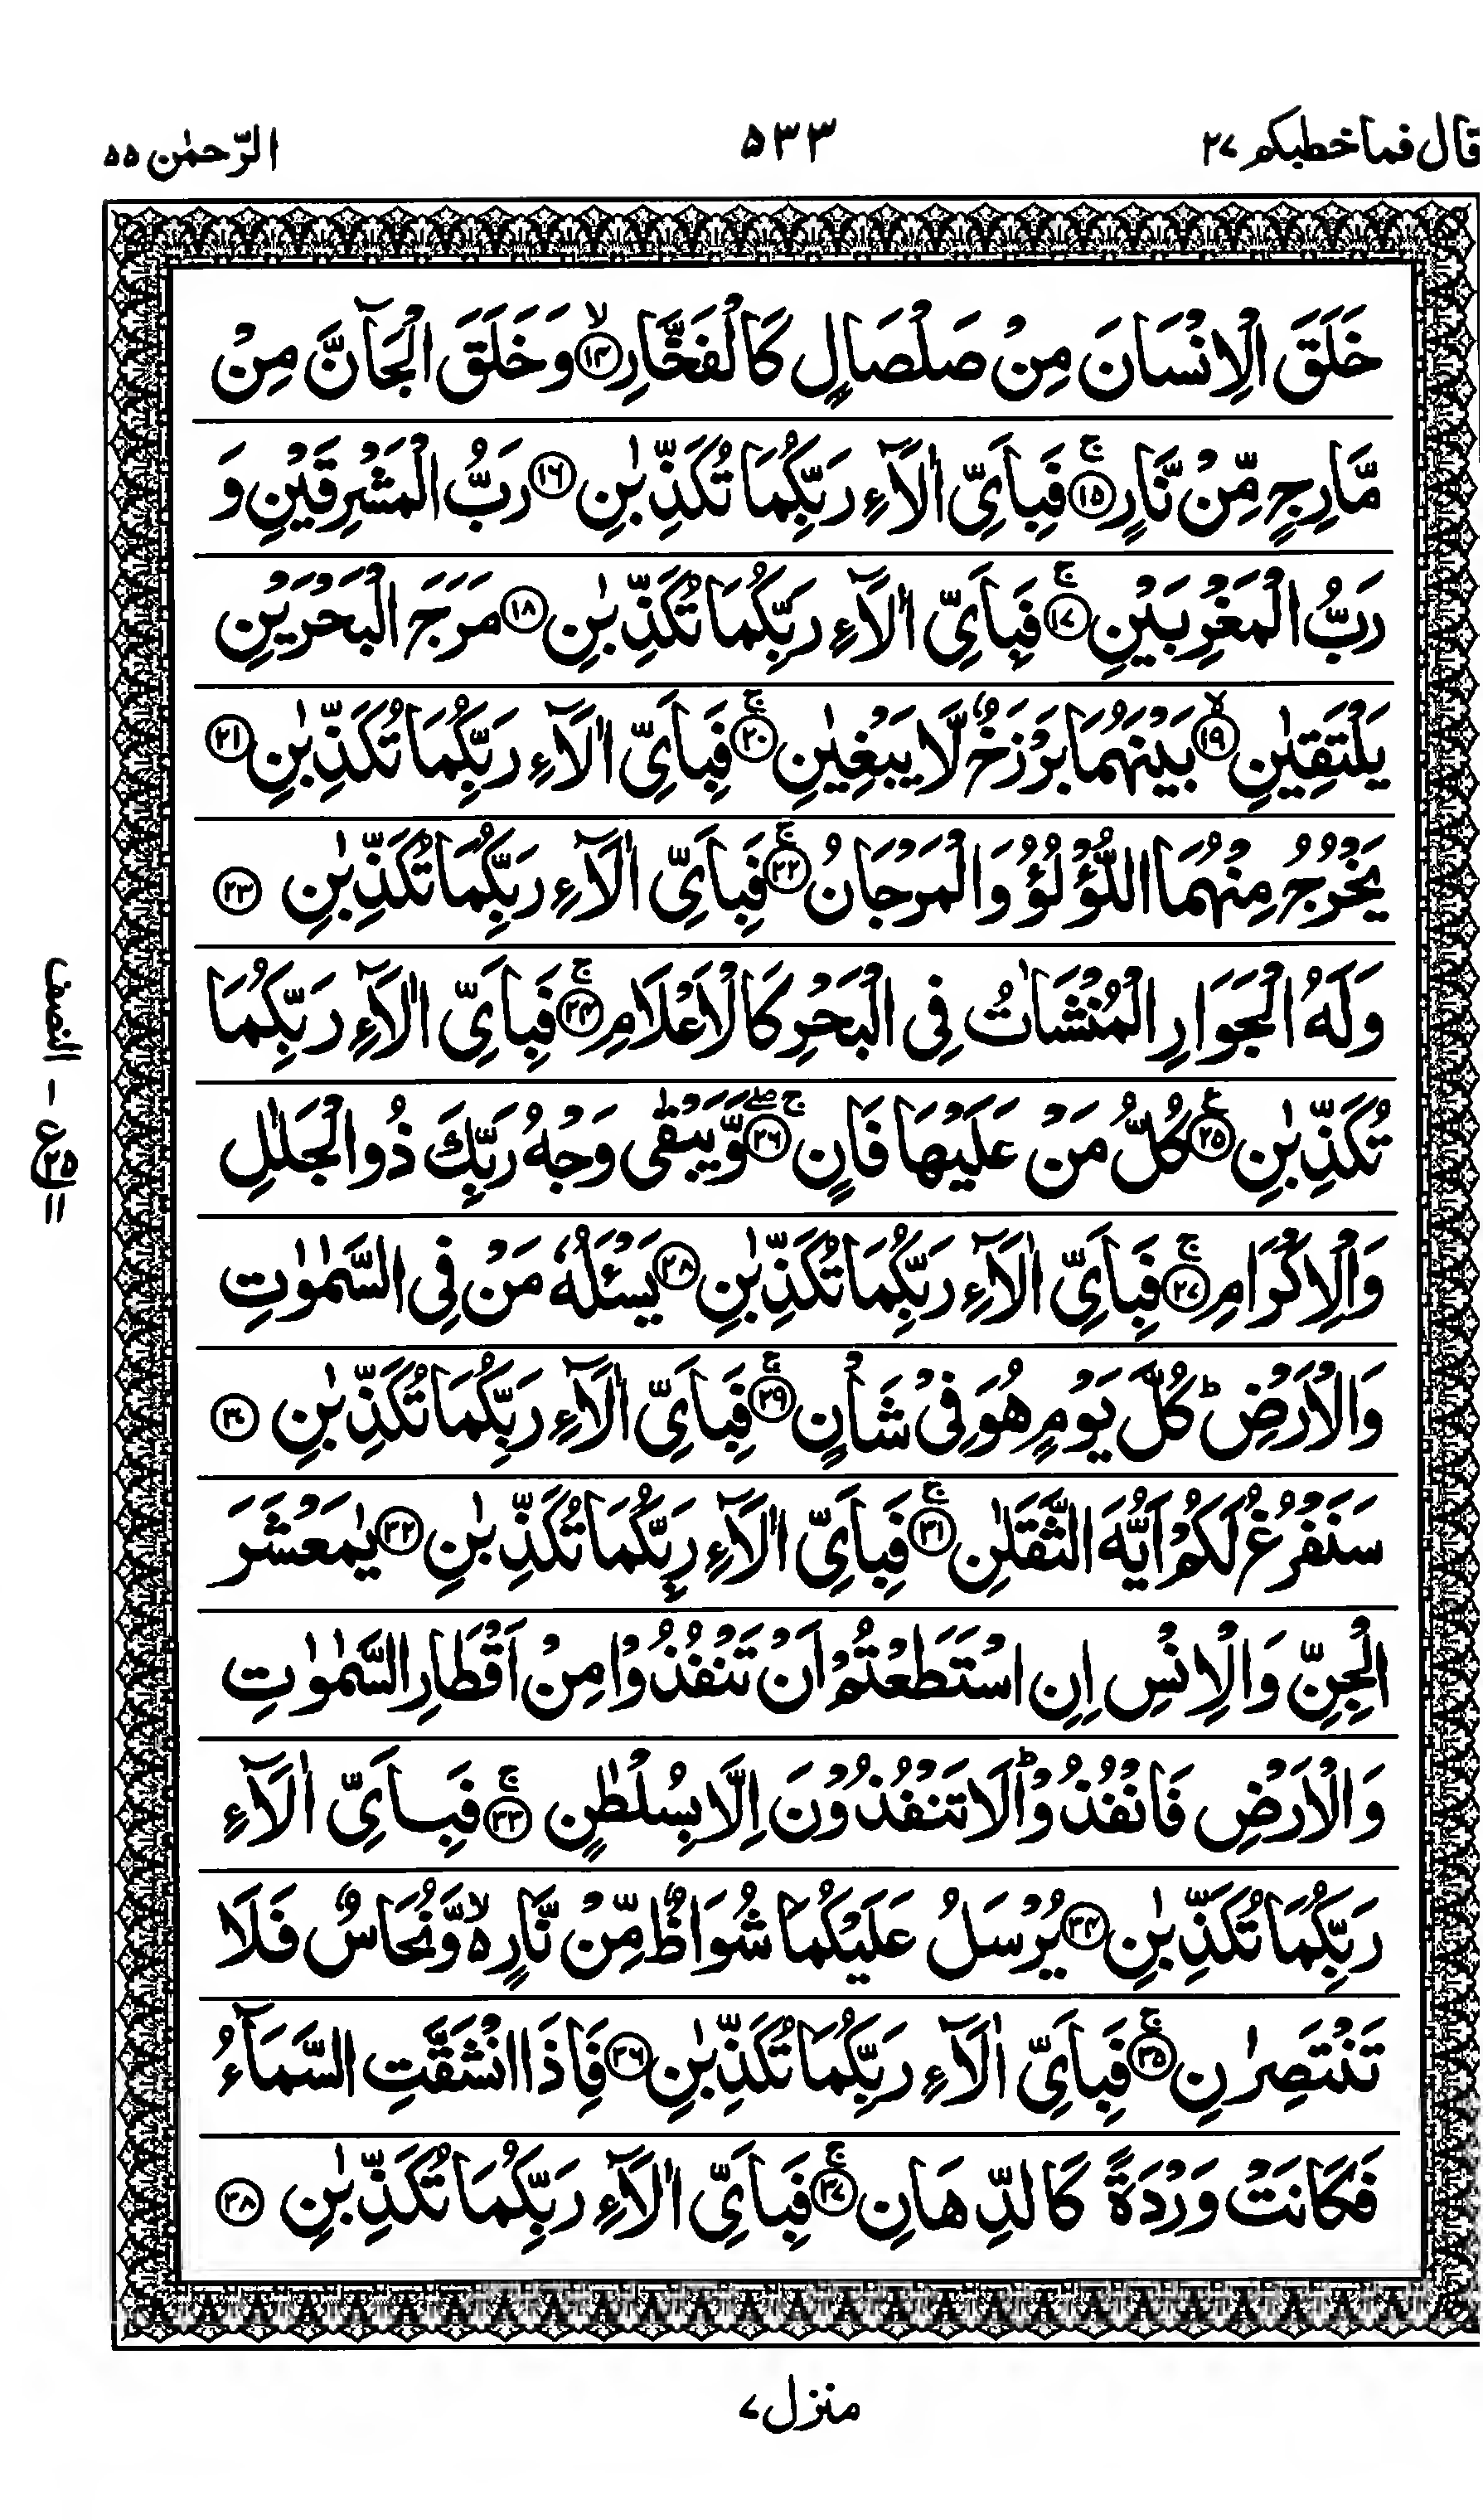 قال فما خطبكم ٢٧
٥٣٣
الرّحمٰن ٥٥
خَلَقَ الْاِنْسَانَ مِنْ صَلْصَالٍ كَالْفَخَّارِ ۙ﴿١٤﴾ وَخَلَقَ الْجَآنَّ مِنْ
مَّارِجٍ مِّنْ نَّارٍ ۚ﴿١٥﴾ فَبِاَىِّ اٰلَآءِ رَبِّكُمَا تُكَذِّبٰنِ ﴿١٦﴾ رَبُّ الْمَشْرِقَيْنِ وَ
رَبُّ الْمَغْرِبَيْنِ ۚ﴿١٧﴾ فَبِاَىِّ اٰلَآءِ رَبِّكُمَا تُكَذِّبٰنِ ﴿١٨﴾ مَرَجَ الْبَحْرَيْنِ
يَلْتَقِيٰنِ ۙ﴿١٩﴾ بَيْنَهُمَا بَرْزَخٌ لَّا يَبْغِيٰنِ ۚ﴿٢٠﴾ فَبِاَىِّ اٰلَآءِ رَبِّكُمَا تُكَذِّبٰنِ ﴿٢١﴾
يَخْرُجُ مِنْهُمَا اللُّؤْلُؤُ وَالْمَرْجَانُ ۚ﴿٢٢﴾ فَبِاَىِّ اٰلَآءِ رَبِّكُمَا تُكَذِّبٰنِ ﴿٢٣﴾
وَلَهُ الْجَوَارِ الْمُنْشَاٰتُ فِى الْبَحْرِ كَالْاَعْلَامِ ۚ﴿٢٤﴾ فَبِاَىِّ اٰلَآءِ رَبِّكُمَا
تُكَذِّبٰنِ ﴿٢٥﴾ ع كُلُّ مَنْ عَلَيْهَا فَانٍ ۚۖ﴿٢٦﴾ وَّيَبْقٰى وَجْهُ رَبِّكَ ذُو الْجَلٰلِ
وَالْاِكْرَامِ ۚ﴿٢٧﴾ فَبِاَىِّ اٰلَآءِ رَبِّكُمَا تُكَذِّبٰنِ ﴿٢٨﴾ يَسْـَٔلُهٗ مَنْ فِى السَّمٰوٰتِ
وَالْاَرْضِ ؕ كُلَّ يَوْمٍ هُوَ فِىْ شَاْنٍ ۚ﴿٢٩﴾ فَبِاَىِّ اٰلَآءِ رَبِّكُمَا تُكَذِّبٰنِ ﴿٣٠﴾
سَنَفْرُغُ لَكُمْ اَيُّهَ الثَّقَلٰنِ ۚ﴿٣١﴾ فَبِاَىِّ اٰلَآءِ رَبِّكُمَا تُكَذِّبٰنِ ﴿٣٢﴾ يٰمَعْشَرَ
الْجِنِّ وَالْاِنْسِ اِنِ اسْتَطَعْتُمْ اَنْ تَنْفُذُوْا مِنْ اَقْطَارِ السَّمٰوٰتِ
وَالْاَرْضِ فَانْفُذُوْا ؕ لَا تَنْفُذُوْنَ اِلَّا بِسُلْطٰنٍ ۚ﴿٣٣﴾ فَبِاَىِّ اٰلَآءِ
رَبِّكُمَا تُكَذِّبٰنِ ﴿٣٤﴾ يُرْسَلُ عَلَيْكُمَا شُوَاظٌ مِّنْ نَّارٍ ۙ۬ وَّنُحَاسٌ فَلَا
تَنْتَصِرٰنِ ۚ﴿٣٥﴾ فَبِاَىِّ اٰلَآءِ رَبِّكُمَا تُكَذِّبٰنِ ﴿٣٦﴾ فَاِذَا انْشَقَّتِ السَّمَآءُ
فَكَانَتْ وَرْدَةً كَالدِّهَانِ ۚ﴿٣٧﴾ فَبِاَىِّ اٰلَآءِ رَبِّكُمَا تُكَذِّبٰنِ ﴿٣٨﴾
النصف
منزل ٧